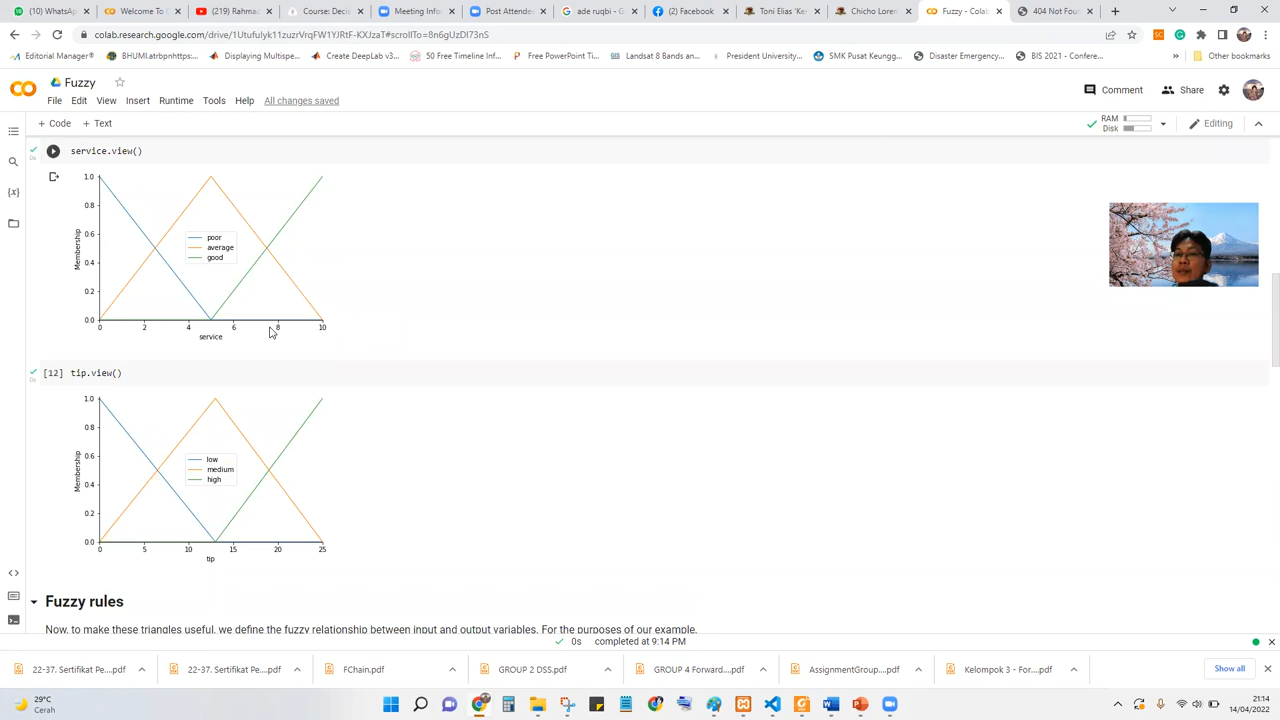 (50) WhatsA
Welcome To C
(219) Rahmac
Course: Decis
Meeting Infor
Post Attende
ade ruqbi - G
(2) Facebook
Toni Elias 'Ke
Chicho Loren
Fuzzy - Colab
404 Not Fou
colab.research.google.com/drive/1Utufulyk11zuzrVrqFW1YJRtF-KXJzaT#scrollTo=8n6gUzDI73nS
Editorial Manager®
BHUMI.atrbpnhttps:...
Displaying Multispe...
Create DeepLab v3...
50 Free Timeline Inf...
Free PowerPoint Ti...
Landsat 8 Bands an...
President University...
SMK Pusat Keungg...
Disaster Emergency...
BIS 2021 - Confere...
Other bookmarks
Fuzzy
File Edit View Insert Runtime Tools Help All changes saved
Comment
Share
+ Code + Text
RAM
Disk
Editing
0s
service.view()
1.0
0.8
0.6
0.4
0.2
0.0
Membership
poor
average
good
0 2 4 6 8 10
service
0s
[12] tip.view()
1.0
0.8
0.6
0.4
0.2
0.0
Membership
low
medium
high
0 5 10 15 20 25
tip
Fuzzy rules
Now, to make these triangles useful, we define the fuzzy relationship between input and output variables. For the purposes of our example,
0s completed at 9:14 PM
22-37. Sertifikat Pe....pdf
22-37. Sertifikat Pe....pdf
FChain.pdf
GROUP 2 DSS.pdf
GROUP 4 Forward....pdf
AssignmentGroup....pdf
Kelompok 3 - For....pdf
Show all
29°C
Cerah
21:14
14/04/2022